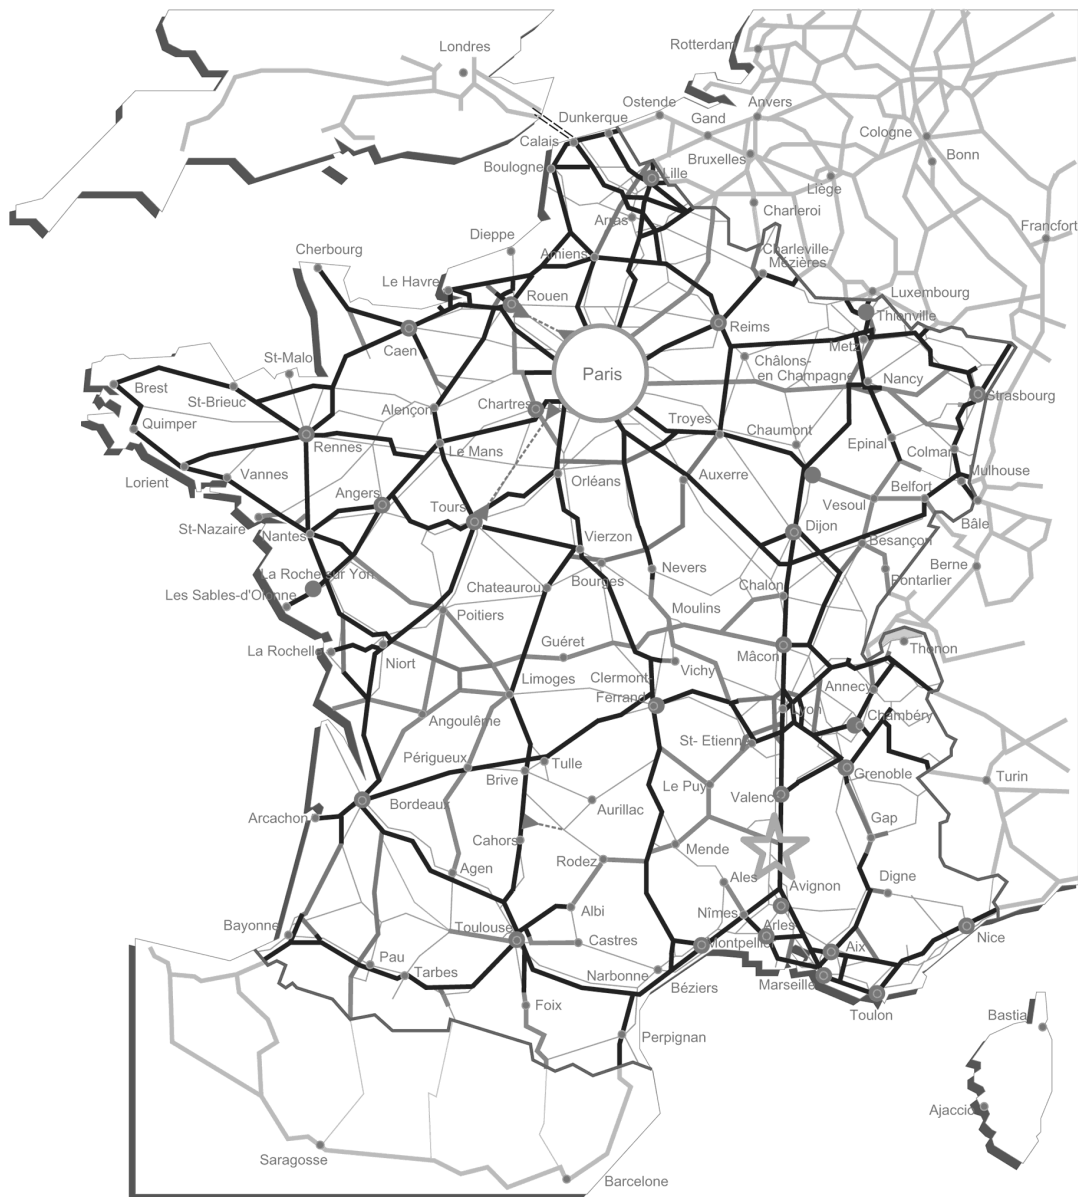 Londres
Rotterdam
Ostende
Anvers
Dunkerque
Gand
Calais
Cologne
Bruxelles
Bonn
Boulogne
Lille
Liège
Charleroi
Arras
Francfort
Dieppe
Cherbourg
Amiens
Charleville-
Mézières
Le Havre
Luxembourg
Rouen
Thienville
Reims
Caen
Metz
St-Malo
Châlons-
en Champagne
Paris
Nancy
Brest
Strasbourg
St-Brieuc
Alençon
Chartres
Troyes
Quimper
Chaumont
Epinal
Rennes
Le Mans
Colmar
Vannes
Mulhouse
Lorient
Orléans
Auxerre
Angers
Belfort
Tours
Vesoul
St-Nazaire
Nantes
Dijon
Bâle
Vierzon
Besançon
Berne
La Roche sur Yon
Bourges
Nevers
Pontarlier
Chateauroux
Chalon
Les Sables-d'Olonne
Moulins
Poitiers
Guéret
La Rochell
Thonon
Mâcon
Niort
Vichy
Limoges
Clermont-
Ferrand
Annecy
Lyon
Chambéry
Angoulême
St- Etienne
Périgueux
Tulle
Brive
Grenoble
Turin
Le Puy
Valence
Bordeaux
Aurillac
Arcachon
Gap
Cahors
Mende
Rodez
Agen
Ales
Avignon
Digne
Albi
Nîmes
Bayonne
Toulouse
Arles
Nice
Castres
Montpellie
Aix
Pau
Tarbes
Narbonne
Marseille
Béziers
Foix
Toulon
Bastia
Perpignan
Ajaccio
Saragosse
Barcelone